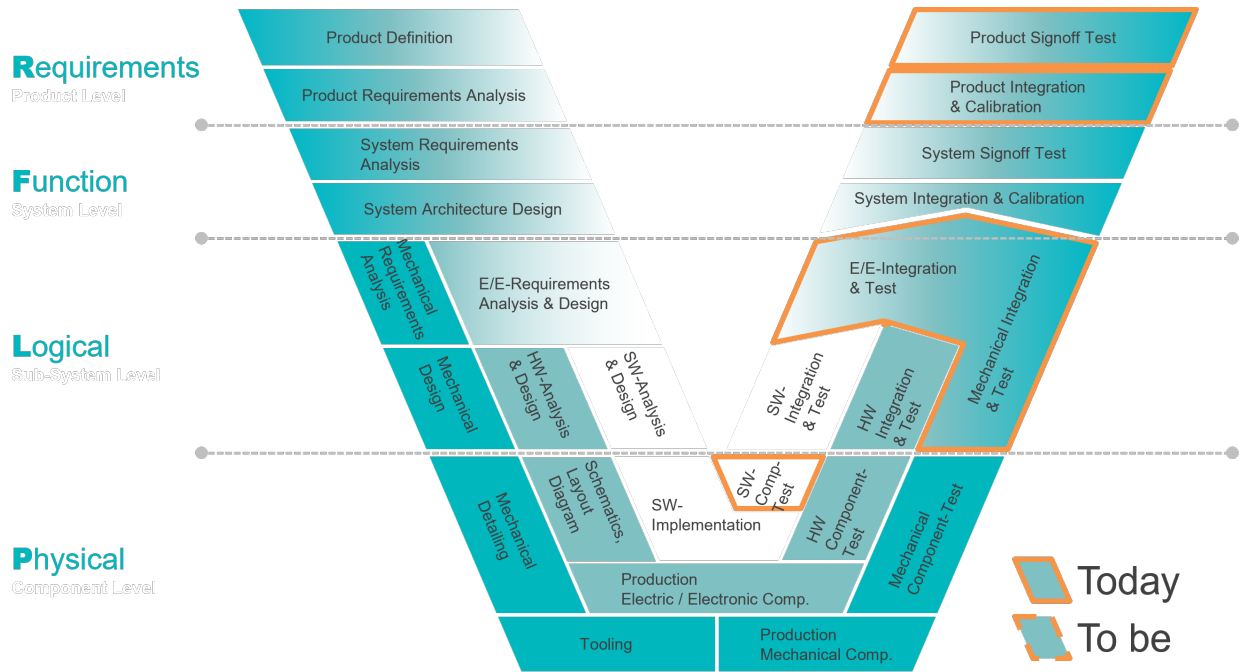 Requirements
Product Level
Product Definition
Product Requirements Analysis
Product Signoff Test
Product Integration
& Calibration
Function
System Level
System Requirements
Analysis
System Architecture Design
System Signoff Test
System Integration & Calibration
Logical
Sub-System Level
Mechanical
Requirements
Analysis
E/E-Requirements
Analysis & Design
E/E-Integration
& Test
Mechanical Integration
& Test
Mechanical
Design
HW-Analysis
& Design
SW-Analysis
& Design
SW-
Integration
& Test
HW
Integration
& Test
Physical
Component Level
Mechanical
Detailing
Schematics,
Layout
Diagram
SW-
Implementation
SW-
Comp-
Test
HW
Component-
Test
Mechanical
Component-Test
Production
Electric / Electronic Comp.
Tooling
Production
Mechanical Comp.
Today
To be